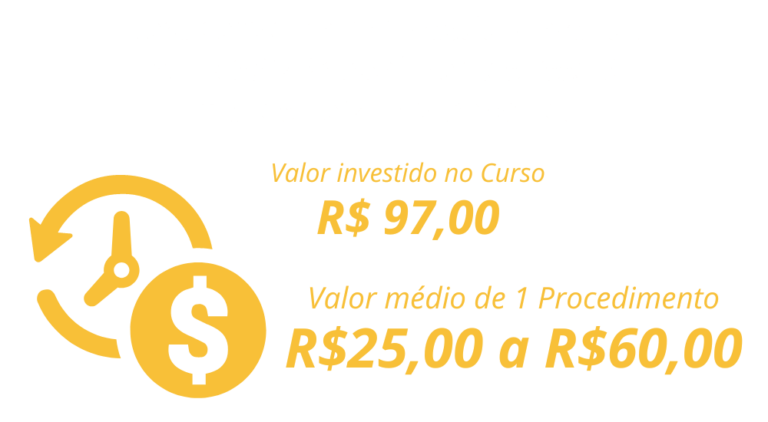 Valor investido no Curso
R$ 97,00
Valor médio de 1 Procedimento
R$25,00 a R$60,00